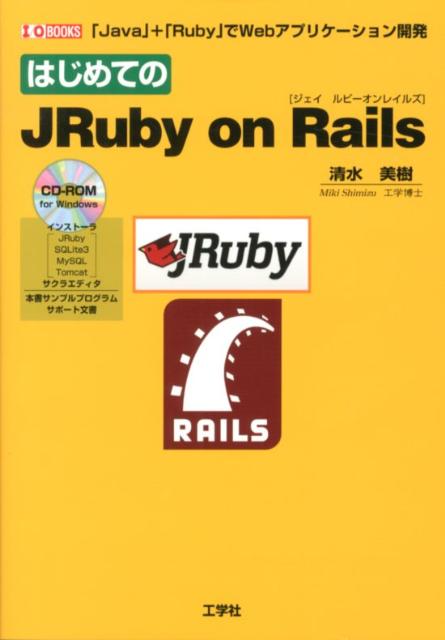 I/O BOOKS
「Java」+「Ruby」でWebアプリケーション開発
はじめての
[ジェイ ルビーオンレイルズ]
JRuby on Rails
清水 美樹
Miki Shimizu 工学博士
CD-ROM
for Windows
インストーラ
JRuby
SQLite3
MySQL
Tomcat
サクラエディタ
本書サンプルプログラム
サポート文書
JRuby
RAILS
工学社